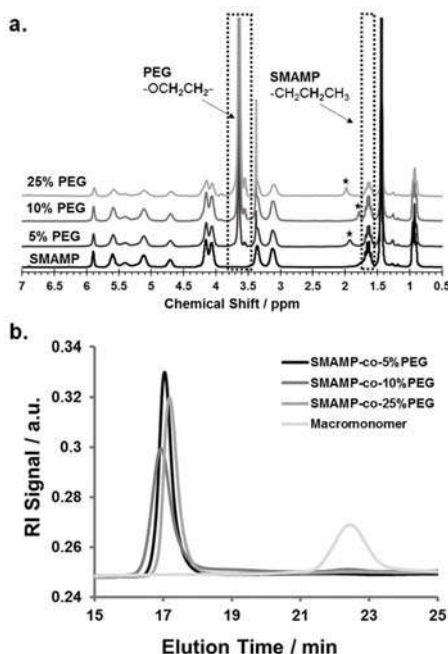 a.
PEG
-OCH2CH2-
SMAMP
-CH2CH2CH3
25% PEG
10% PEG
5% PEG
SMAMP
*
*
*
7 6.5 6 5.5 5 4.5 4 3.5 3 2.5 2 1.5 1 0.5
Chemical Shift / ppm
b.
0.34
0.32
0.3
0.28
0.26
0.24
RI Signal / a.u.
SMAMP-co-5%PEG
SMAMP-co-10%PEG
SMAMP-co-25%PEG
Macromonomer
15 17 19 21 23 25
Elution Time / min